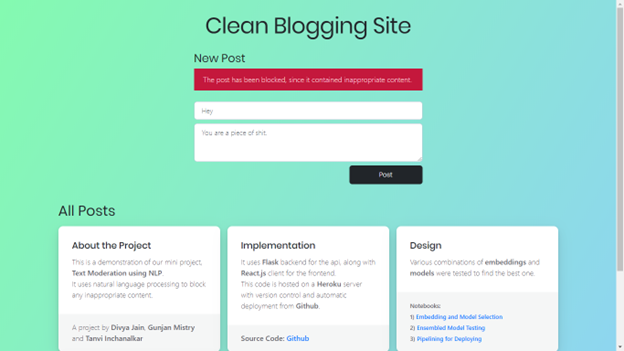 Clean Blogging Site
New Post
The post has been blocked, since it contained inappropriate content.
Hey
You are a piece of shit.
Post
All Posts
About the Project
This is a demonstration of our mini project,
Text Moderation using NLP.
It uses natural language processing to block
any inappropriate content.
A project by Divya Jain, Gunjan Mistry
and Tanvi Inchanalkar
Implementation
It uses Flask backend for the api, along with
React.js client for the frontend.
This code is hosted on a Heroku server
with version control and automatic
deployment from Github.
Source Code: Github
Design
Various combinations of embeddings and
models were tested to find the best one.
Notebooks:
1) Embedding and Model Selection
2) Ensembled Model Testing
3) Pipelining for Deploying